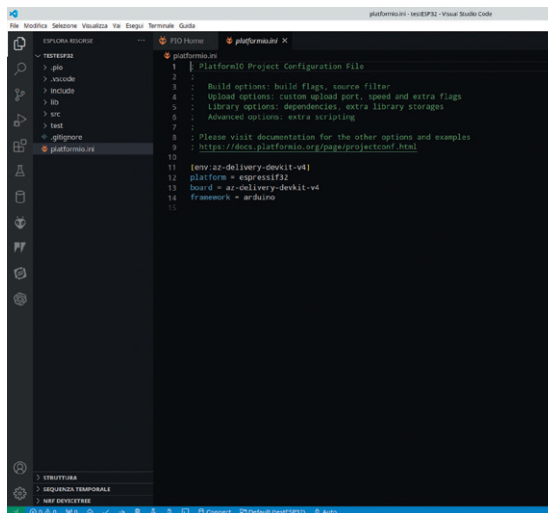 platformio.ini - testESP32 - Visual Studio Code
File Modifica Selezione Visualizza Vai Esegui Terminale Guida
ESPLORA RISORSE
PIO Home
platformio.ini
TESTESP32
.pio
.vscode
include
lib
src
test
.gitignore
platformio.ini
platformio.ini
1 ; PlatformIO Project Configuration File
2 ;
3 ; Build options: build flags, source filter
4 ; Upload options: custom upload port, speed and extra flags
5 ; Library options: dependencies, extra library storages
6 ; Advanced options: extra scripting
7 ;
8 ; Please visit documentation for the other options and examples
9 ; https://docs.platformio.org/page/projectconf.html
10
11 [env:az-delivery-devkit-v4]
12 platform = espressif32
13 board = az-delivery-devkit-v4
14 framework = arduino
15
STRUTTURA
SEQUENZA TEMPORALE
NRF DEVICETREE
Connect
Default (testESP32)
Auto